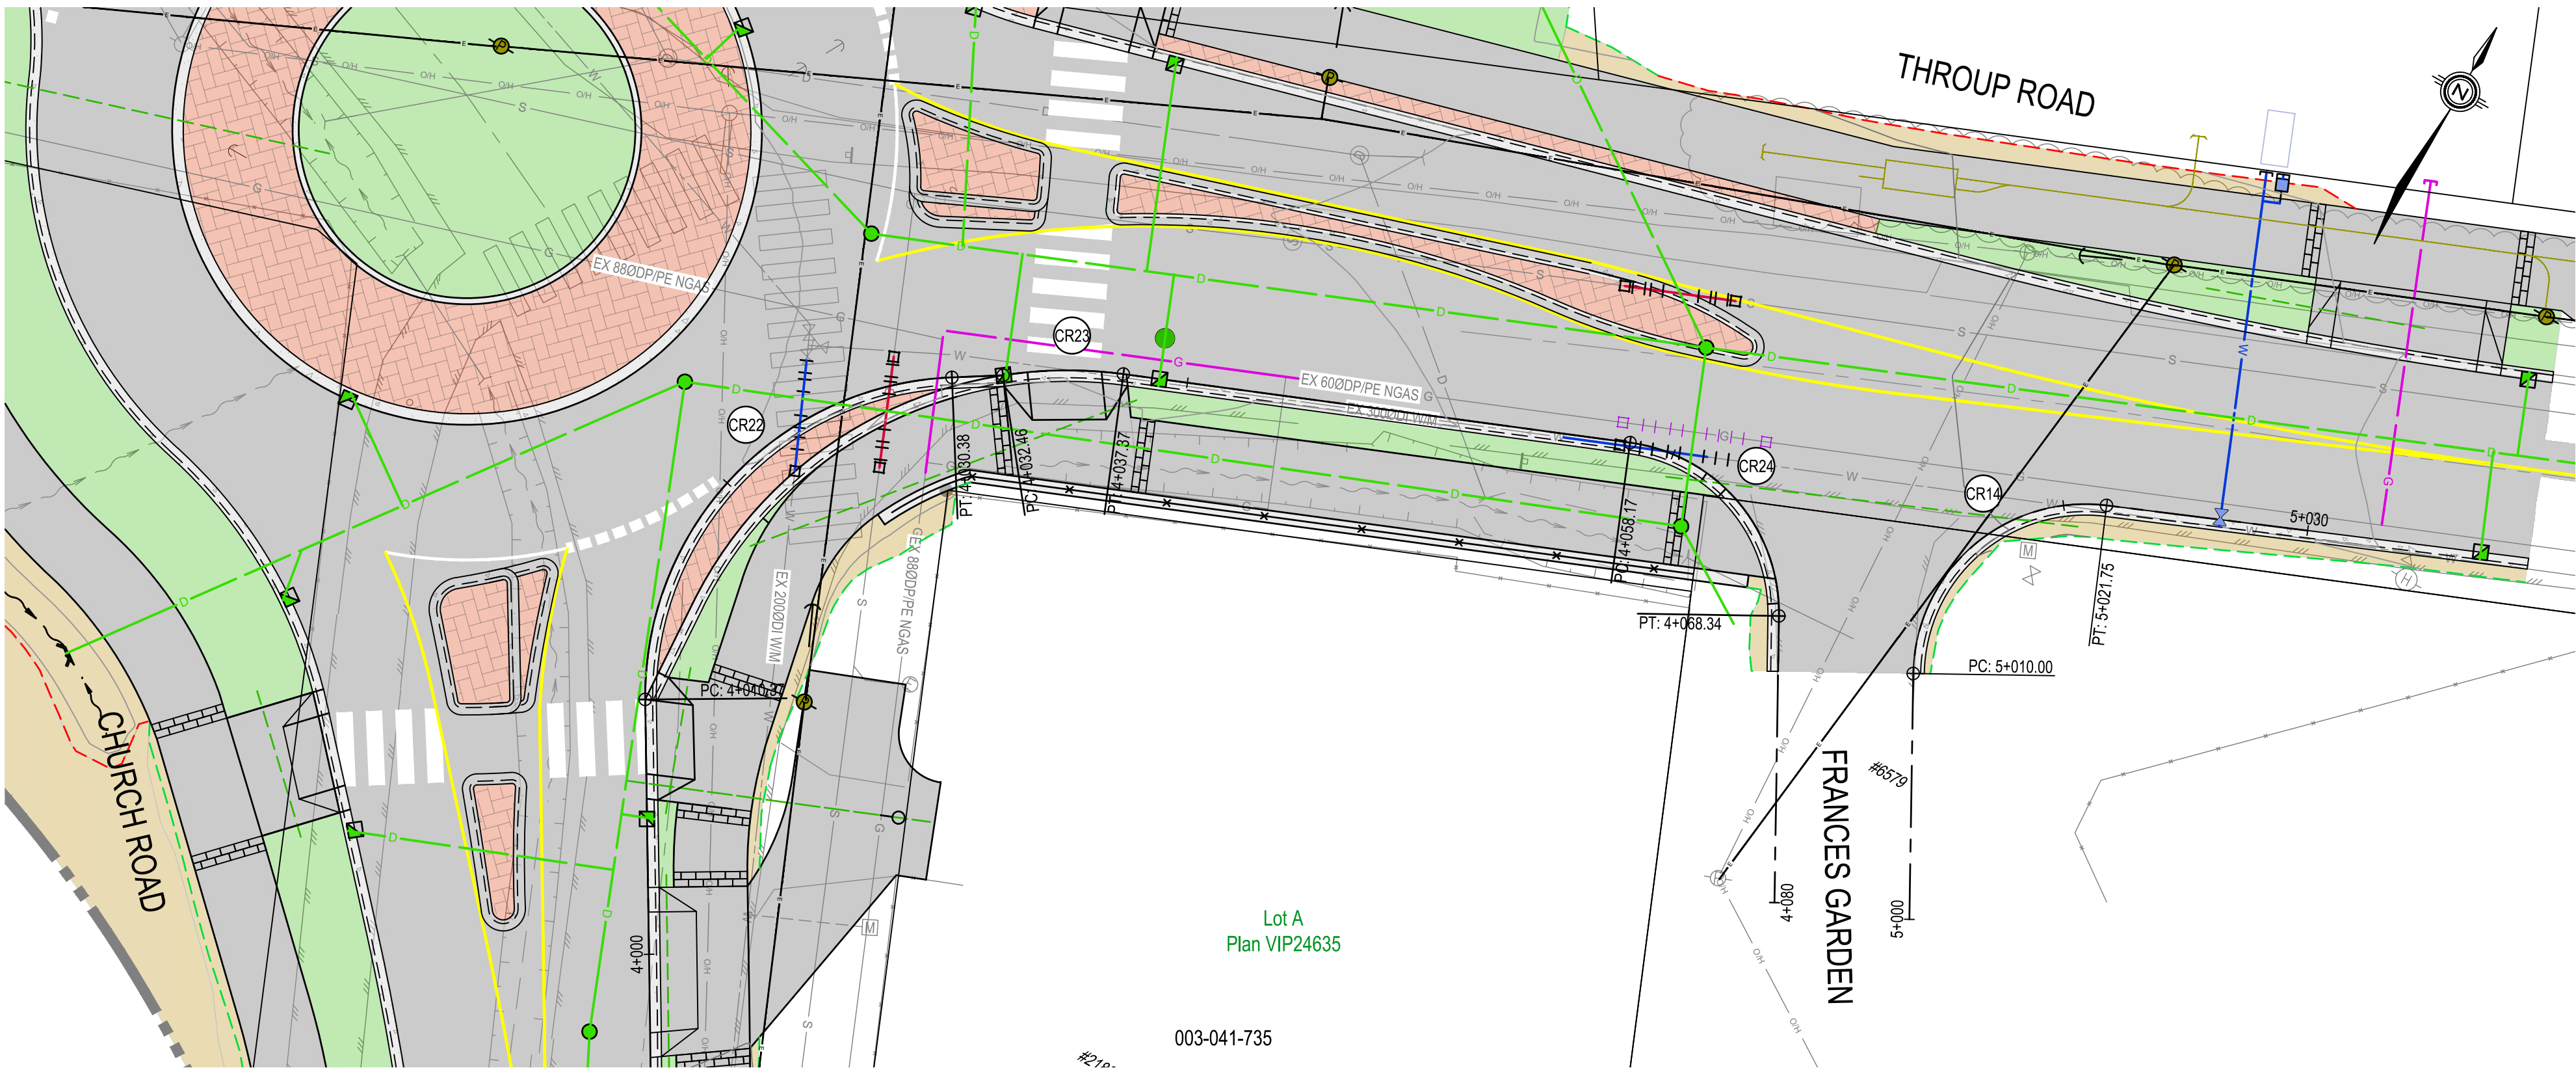 THROUP ROAD
N
EX 88ØDP/PE NGAS
CR23
EX 60ØDP/PE NGAS
EX 300ØDI W/M
CR22
CR24
CR14
PT: 4+030.38
PC: 4+032.46
PT: 4+037.37
PC: 4+058.17
5+030
EX 200ØDI W/M
EX 88ØDP/PE NGAS
PT: 4+068.34
PT: 5+021.75
PC: 5+010.00
PC: 4+010.37
CHURCH ROAD
FRANCES GARDEN
#6579
4+080
5+000
4+000
Lot A
Plan VIP24635
003-041-735